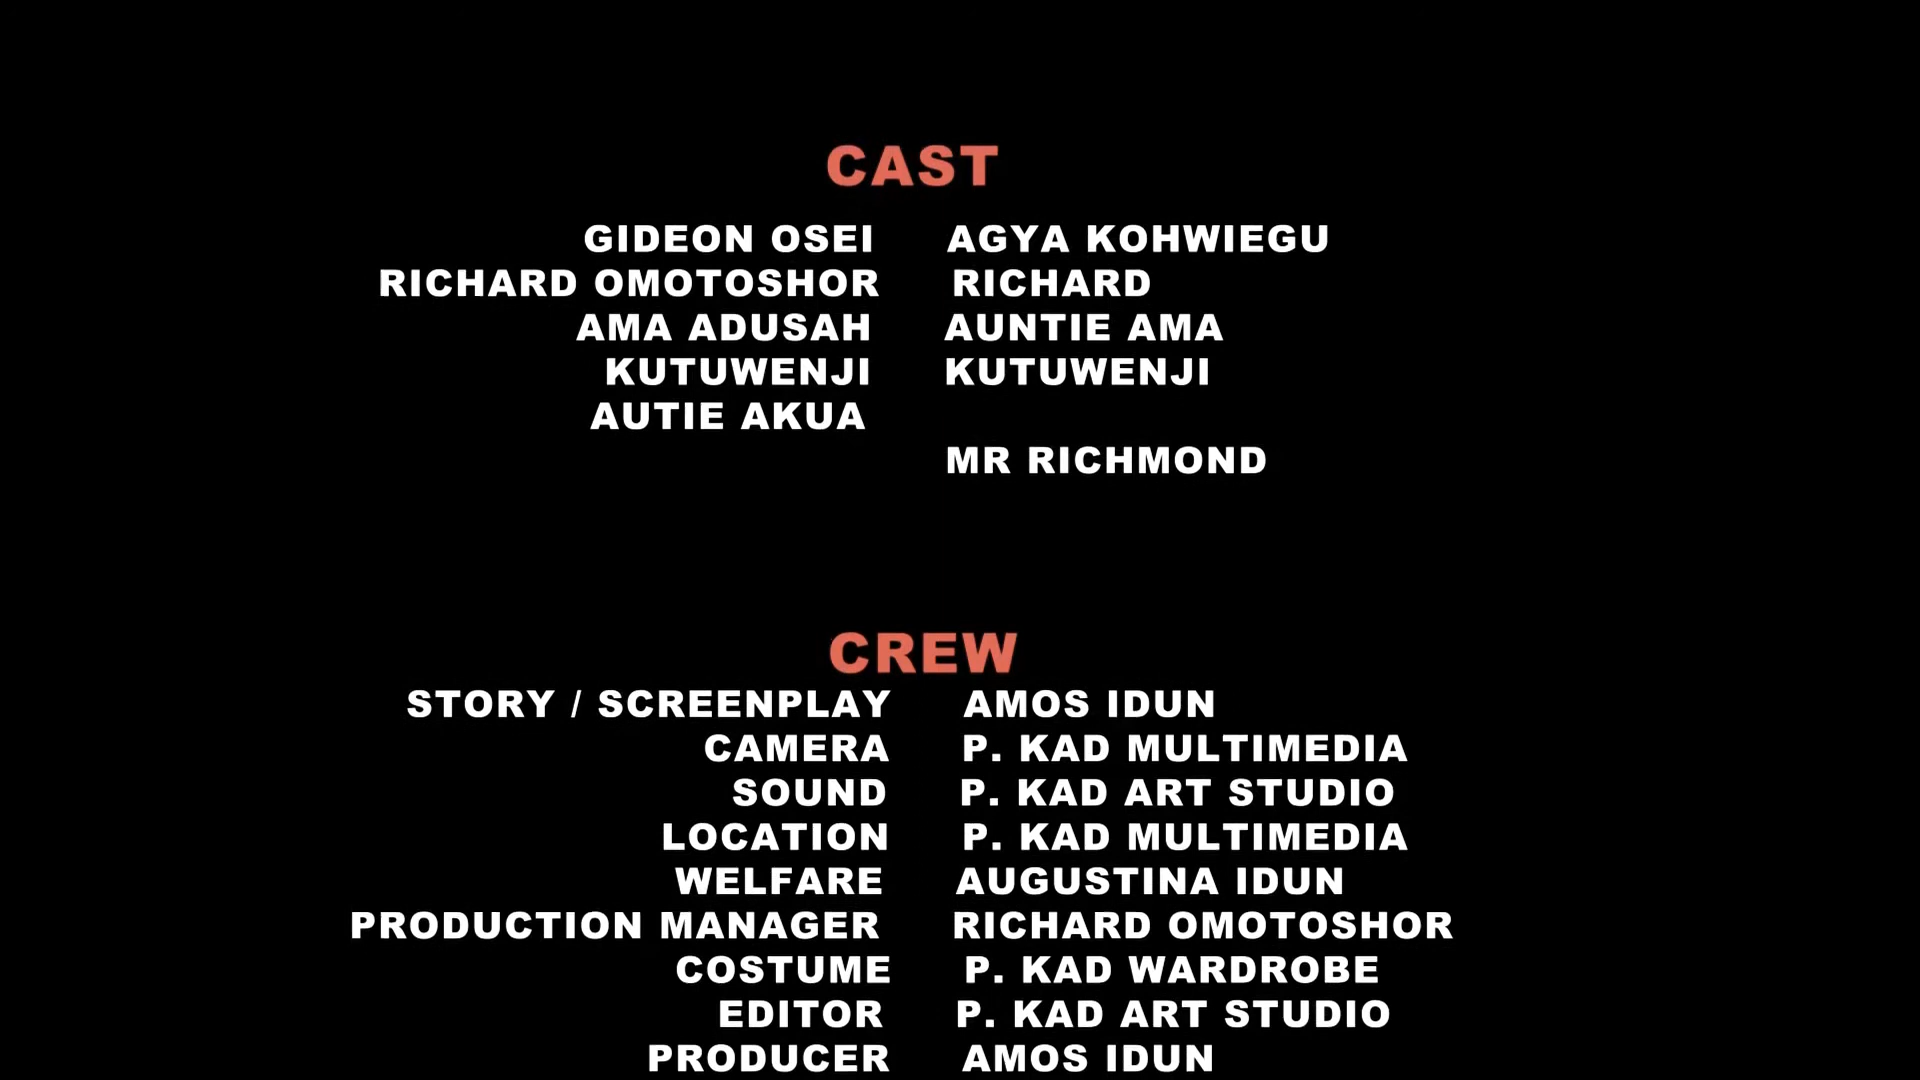 CAST
GIDEON OSEI AGYA KOHWIEGU
RICHARD OMOTOSHOR RICHARD
AMA ADUSAH AUNTIE AMA
KUTUWENJI KUTUWENJI
AUTIE AKUA
MR RICHMOND
CREW
STORY / SCREENPLAY AMOS IDUN
CAMERA P. KAD MULTIMEDIA
SOUND P. KAD ART STUDIO
LOCATION P. KAD MULTIMEDIA
WELFARE AUGUSTINA IDUN
PRODUCTION MANAGER RICHARD OMOTOSHOR
COSTUME P. KAD WARDROBE
EDITOR P. KAD ART STUDIO
PRODUCER AMOS IDUN